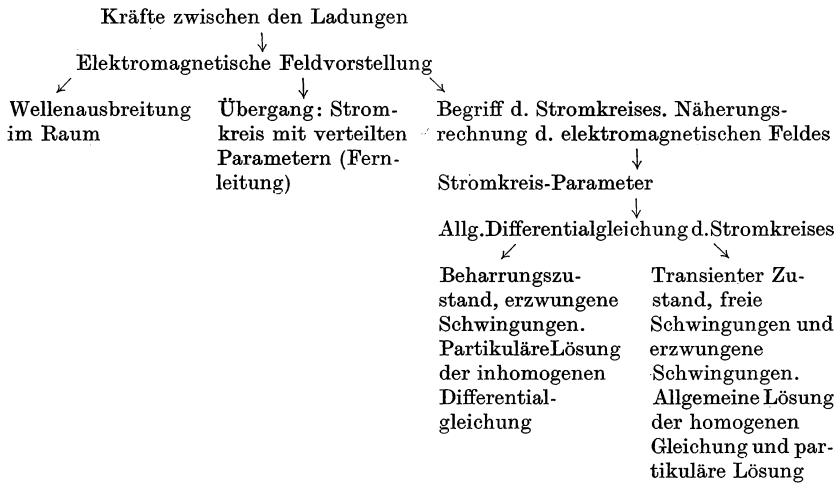 Kräfte zwischen den Ladungen
Elektromagnetische Feldvorstellung
Wellenausbreitung
im Raum
Übergang: Strom-
kreis mit verteilten
Parametern (Fern-
leitung)
Begriff d. Stromkreises. Näherungs-
rechnung d. elektromagnetischen Feldes
Stromkreis-Parameter
Allg. Differentialgleichung d. Stromkreises
Beharrungszu-
stand, erzwungene
Schwingungen.
Partikuläre Lösung
der inhomogenen
Differential-
gleichung
Transienter Zu-
stand, freie
Schwingungen und
erzwungene
Schwingungen.
Allgemeine Lösung
der homogenen
Gleichung und par-
tikuläre Lösung